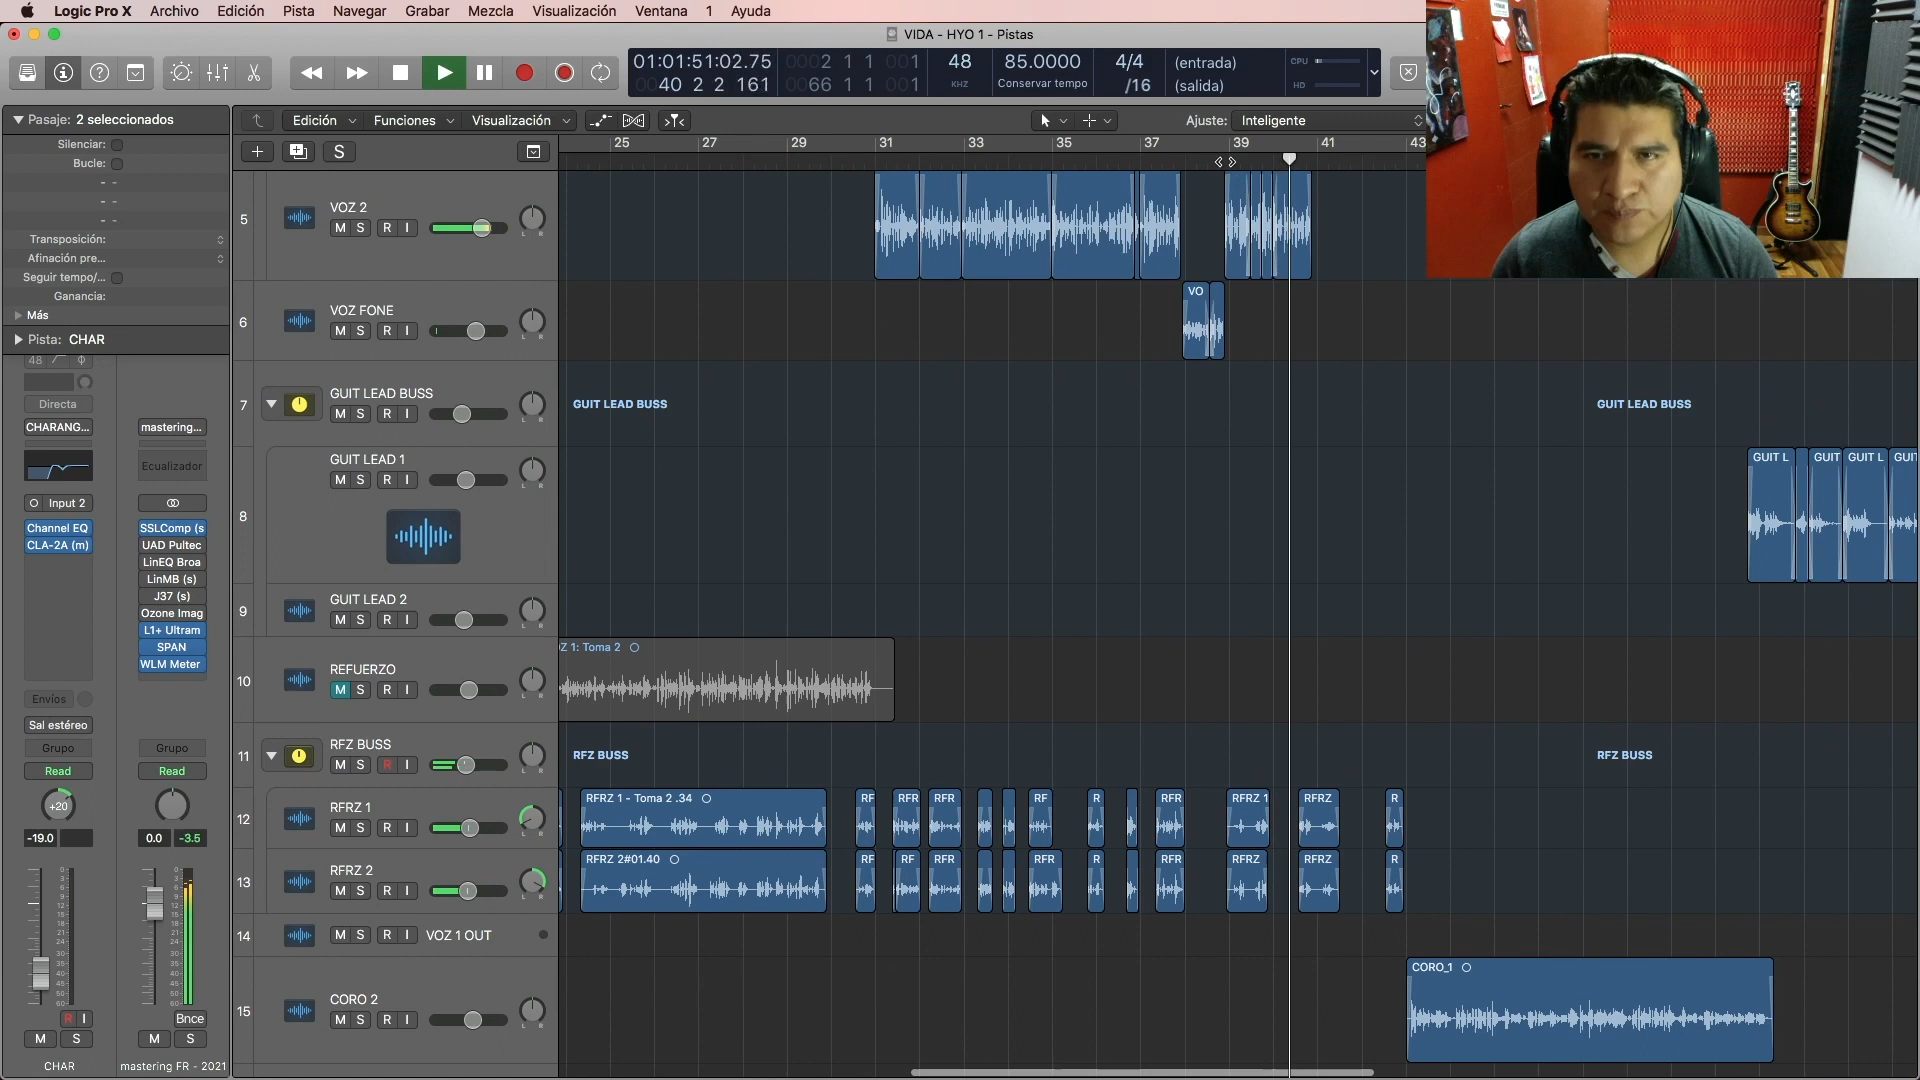 Logic Pro X Archivo Edición Pista Navegar Grabar Mezcla Visualización Ventana 1 Ayuda
VIDA - HYO 1 - Pistas
01:01:51:02.75 0002 1 1 001 48 85.0000 4/4 (entrada) CPU
0040 2 2 161 0066 1 1 001 KHZ Conservar tempo /16 (salida) HD
Pasaje: 2 seleccionados
Silenciar:
Bucle:
Transposición:
Afinación pre...
Seguir tempo/...
Ganancia:
Más
Pista: CHAR
48
Directa
CHARANG...
mastering...
Ecualizador
Input 2
Channel EQ
CLA-2A (m)
SSLComp (s
UAD Pultec
LinEQ Broa
LinMB (s)
J37 (s)
Ozone Imag
L1+ Ultram
SPAN
WLM Meter
Envíos
Sal estéreo
Grupo Grupo
Read Read
+20
-19.0 0.0 -3.5
R I Bnce
M S M S
CHAR mastering FR - 2021
Edición Funciones Visualización Ajuste: Inteligente
S
25 27 29 31 33 35 37 39 41 43
5 VOZ 2
M S R I L R
6 VOZ FONE
M S R I L R
VO
7 GUIT LEAD BUSS
M S R I L R
GUIT LEAD BUSS GUIT LEAD BUSS
8 GUIT LEAD 1
M S R I L R
GUIT L GUIT GUIT L GUIT
9 GUIT LEAD 2
M S R I L R
10 REFUERZO
M S R I L R
Z 1: Toma 2
11 RFZ BUSS
M S R I L R
RFZ BUSS RFZ BUSS
12 RFRZ 1
M S R I L R
RFRZ 1 - Toma 2 .34 RF RFR RFR RF R RFR RFRZ 1 RFRZ R
13 RFRZ 2
M S R I L R
RFRZ 2#01.40 RF RF RFR RFR R RFR RFRZ RFRZ R
14 M S R I VOZ 1 OUT
15 CORO 2
M S R I L R
CORO_1